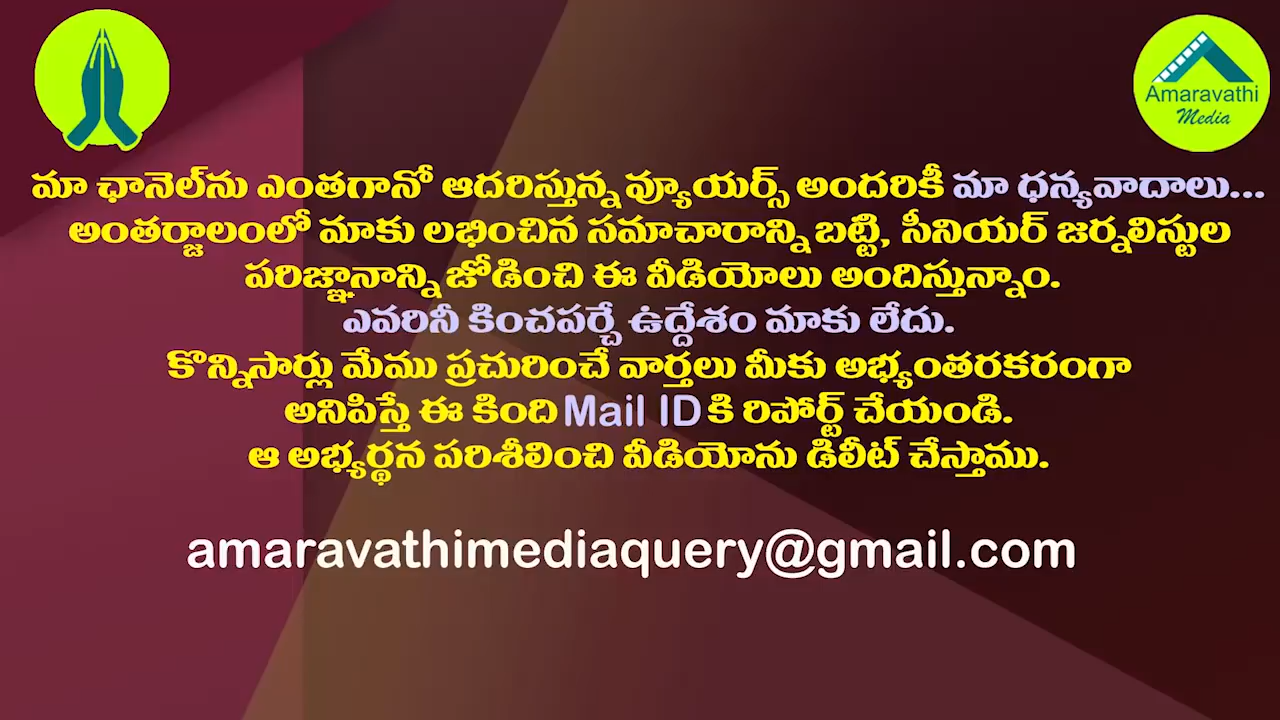 Amaravathi
Media
మా ఛానెల్‌ను ఎంతగానో ఆదరిస్తున్న వ్యూయర్స్ అందరికీ మా ధన్యవాదాలు...
అంతర్జాలంలో మాకు లభించిన సమాచారాన్ని బట్టి, సీనియర్ జర్నలిస్టుల
పరిజ్ఞానాన్ని జోడించి ఈ వీడియోలు అందిస్తున్నాం.
ఎవరినీ కించపర్చే ఉద్దేశం మాకు లేదు.
కొన్నిసార్లు మేము ప్రచురించే వార్తలు మీకు అభ్యంతరకరంగా
అనిపిస్తే ఈ కింది Mail ID కి రిపోర్ట్ చేయండి.
ఆ అభ్యర్థన పరిశీలించి వీడియోను డిలీట్ చేస్తాము.
amaravathimediaquery@gmail.com